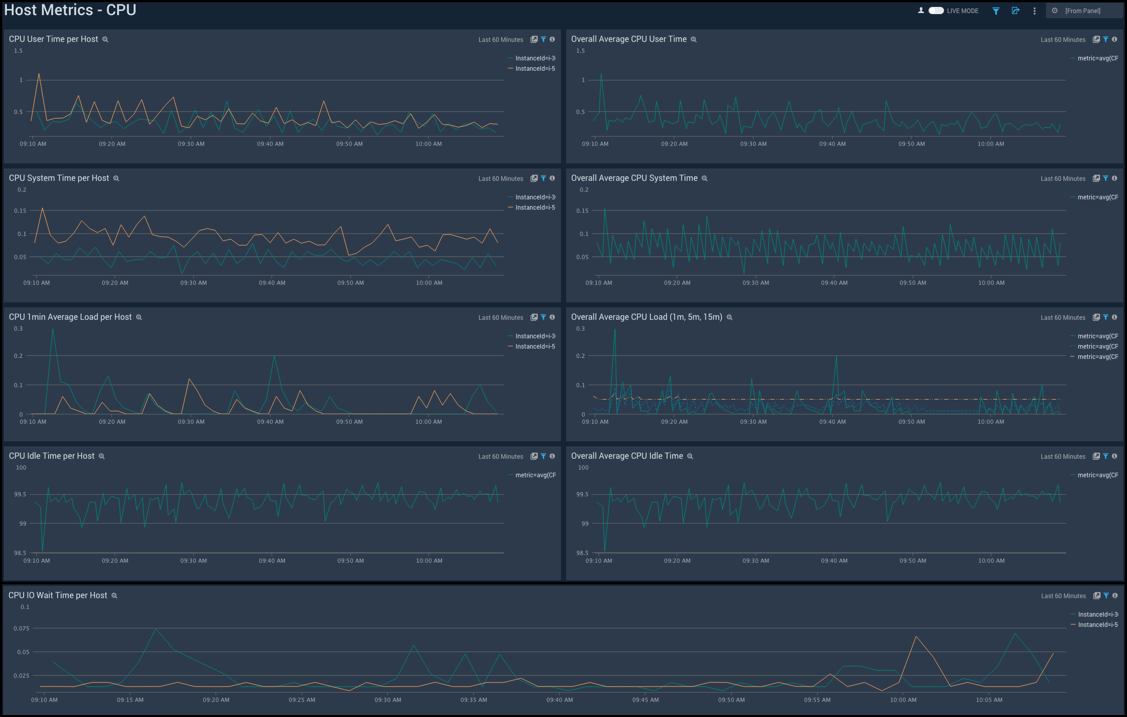 Host Metrics - CPU
LIVE MODE
[From Panel]
CPU User Time per Host
Last 60 Minutes
1.5
1
0.5
InstanceId=i-3
InstanceId=i-5
09:10 AM 09:20 AM 09:30 AM 09:40 AM 09:50 AM 10:00 AM
Overall Average CPU User Time
Last 60 Minutes
1.5
1
0.5
metric=avg(CP
09:10 AM 09:20 AM 09:30 AM 09:40 AM 09:50 AM 10:00 AM
CPU System Time per Host
Last 60 Minutes
0.2
0.15
0.1
0.05
InstanceId=i-3
InstanceId=i-5
09:10 AM 09:20 AM 09:30 AM 09:40 AM 09:50 AM 10:00 AM
Overall Average CPU System Time
Last 60 Minutes
0.2
0.15
0.1
0.05
metric=avg(CP
09:10 AM 09:20 AM 09:30 AM 09:40 AM 09:50 AM 10:00 AM
CPU 1min Average Load per Host
Last 60 Minutes
0.3
0.2
0.1
0
InstanceId=i-3
InstanceId=i-5
09:10 AM 09:20 AM 09:30 AM 09:40 AM 09:50 AM 10:00 AM
Overall Average CPU Load (1m, 5m, 15m)
Last 60 Minutes
0.3
0.2
0.1
0
metric=avg(CP
metric=avg(CP
metric=avg(CP
09:10 AM 09:20 AM 09:30 AM 09:40 AM 09:50 AM 10:00 AM
CPU Idle Time per Host
Last 60 Minutes
100
99.5
99
98.5
metric=avg(CP
09:10 AM 09:20 AM 09:30 AM 09:40 AM 09:50 AM 10:00 AM
Overall Average CPU Idle Time
Last 60 Minutes
100
99.5
99
98.5
metric=avg(CP
09:10 AM 09:20 AM 09:30 AM 09:40 AM 09:50 AM 10:00 AM
CPU IO Wait Time per Host
Last 60 Minutes
0.1
0.075
0.05
0.025
InstanceId=i-3
InstanceId=i-5
09:10 AM 09:15 AM 09:20 AM 09:25 AM 09:30 AM 09:35 AM 09:40 AM 09:45 AM 09:50 AM 09:55 AM 10:00 AM 10:05 AM